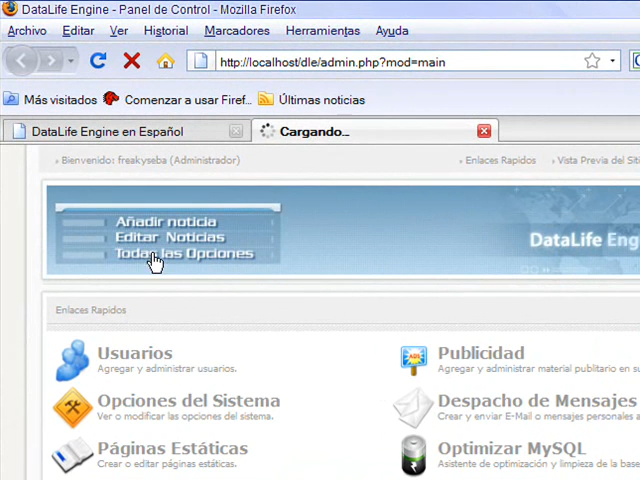 DataLife Engine - Panel de Control - Mozilla Firefox
Archivo Editar Ver Historial Marcadores Herramientas Ayuda
http://localhost/dle/admin.php?mod=main
Más visitados Comenzar a usar Firef... Últimas noticias
DataLife Engine en Español Cargando...
› Bienvenido: freakyseba (Administrador) › Enlaces Rapidos › Vista Previa del Siti
Añadir noticia
Editar Noticias
Todas las Opciones
DataLife Eng
Enlaces Rapidos
Usuarios
Agregar y administrar usuarios.
Publicidad
Agregar y administrar material publicitario en su
Opciones del Sistema
Ver o modificar las opciones del sistema.
Despacho de Mensajes
Crear y enviar E-Mail o mensajes personales a
Páginas Estáticas
Crear o editar páginas estáticas.
Optimizar MySQL
Asistente de optimización y limpieza de la base